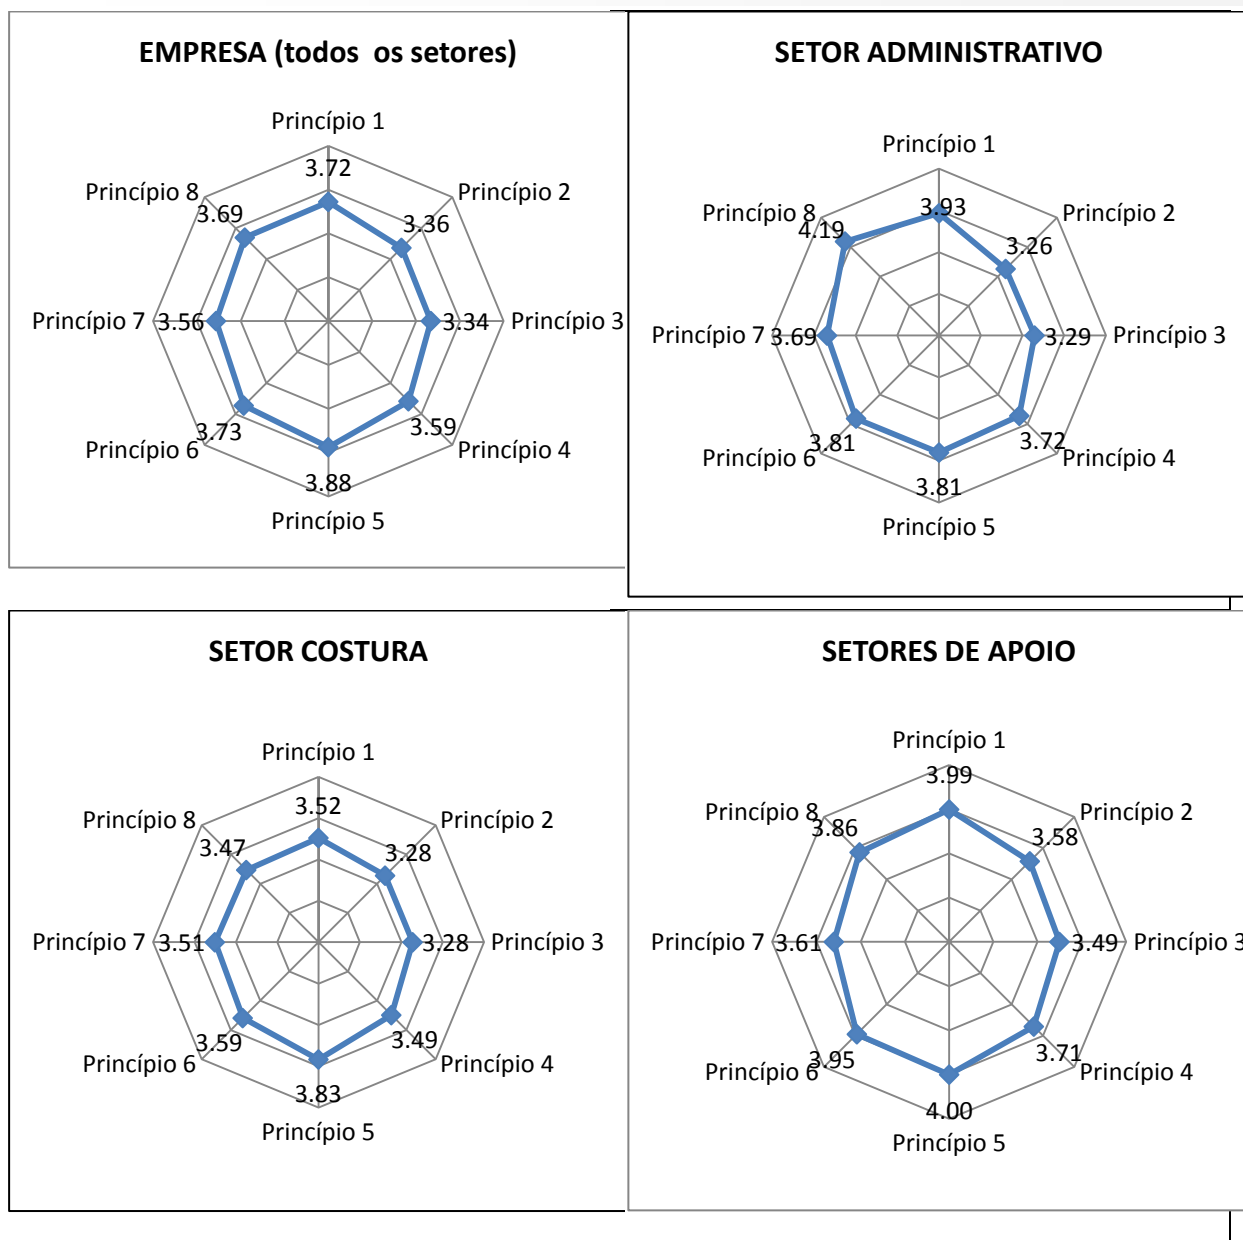 EMPRESA (todos os setores)
Princípio 1
3.72
Princípio 2
3.36
Princípio 3
3.34
Princípio 4
3.59
Princípio 5
3.88
Princípio 6
3.73
Princípio 7
3.56
Princípio 8
3.69
SETOR ADMINISTRATIVO
Princípio 1
3.93
Princípio 2
3.26
Princípio 3
3.29
Princípio 4
3.72
Princípio 5
3.81
Princípio 6
3.81
Princípio 7
3.69
Princípio 8
4.19
SETOR COSTURA
Princípio 1
3.52
Princípio 2
3.28
Princípio 3
3.28
Princípio 4
3.49
Princípio 5
3.83
Princípio 6
3.59
Princípio 7
3.51
Princípio 8
3.47
SETORES DE APOIO
Princípio 1
3.99
Princípio 2
3.58
Princípio 3
3.49
Princípio 4
3.71
Princípio 5
4.00
Princípio 6
3.95
Princípio 7
3.61
Princípio 8
3.86